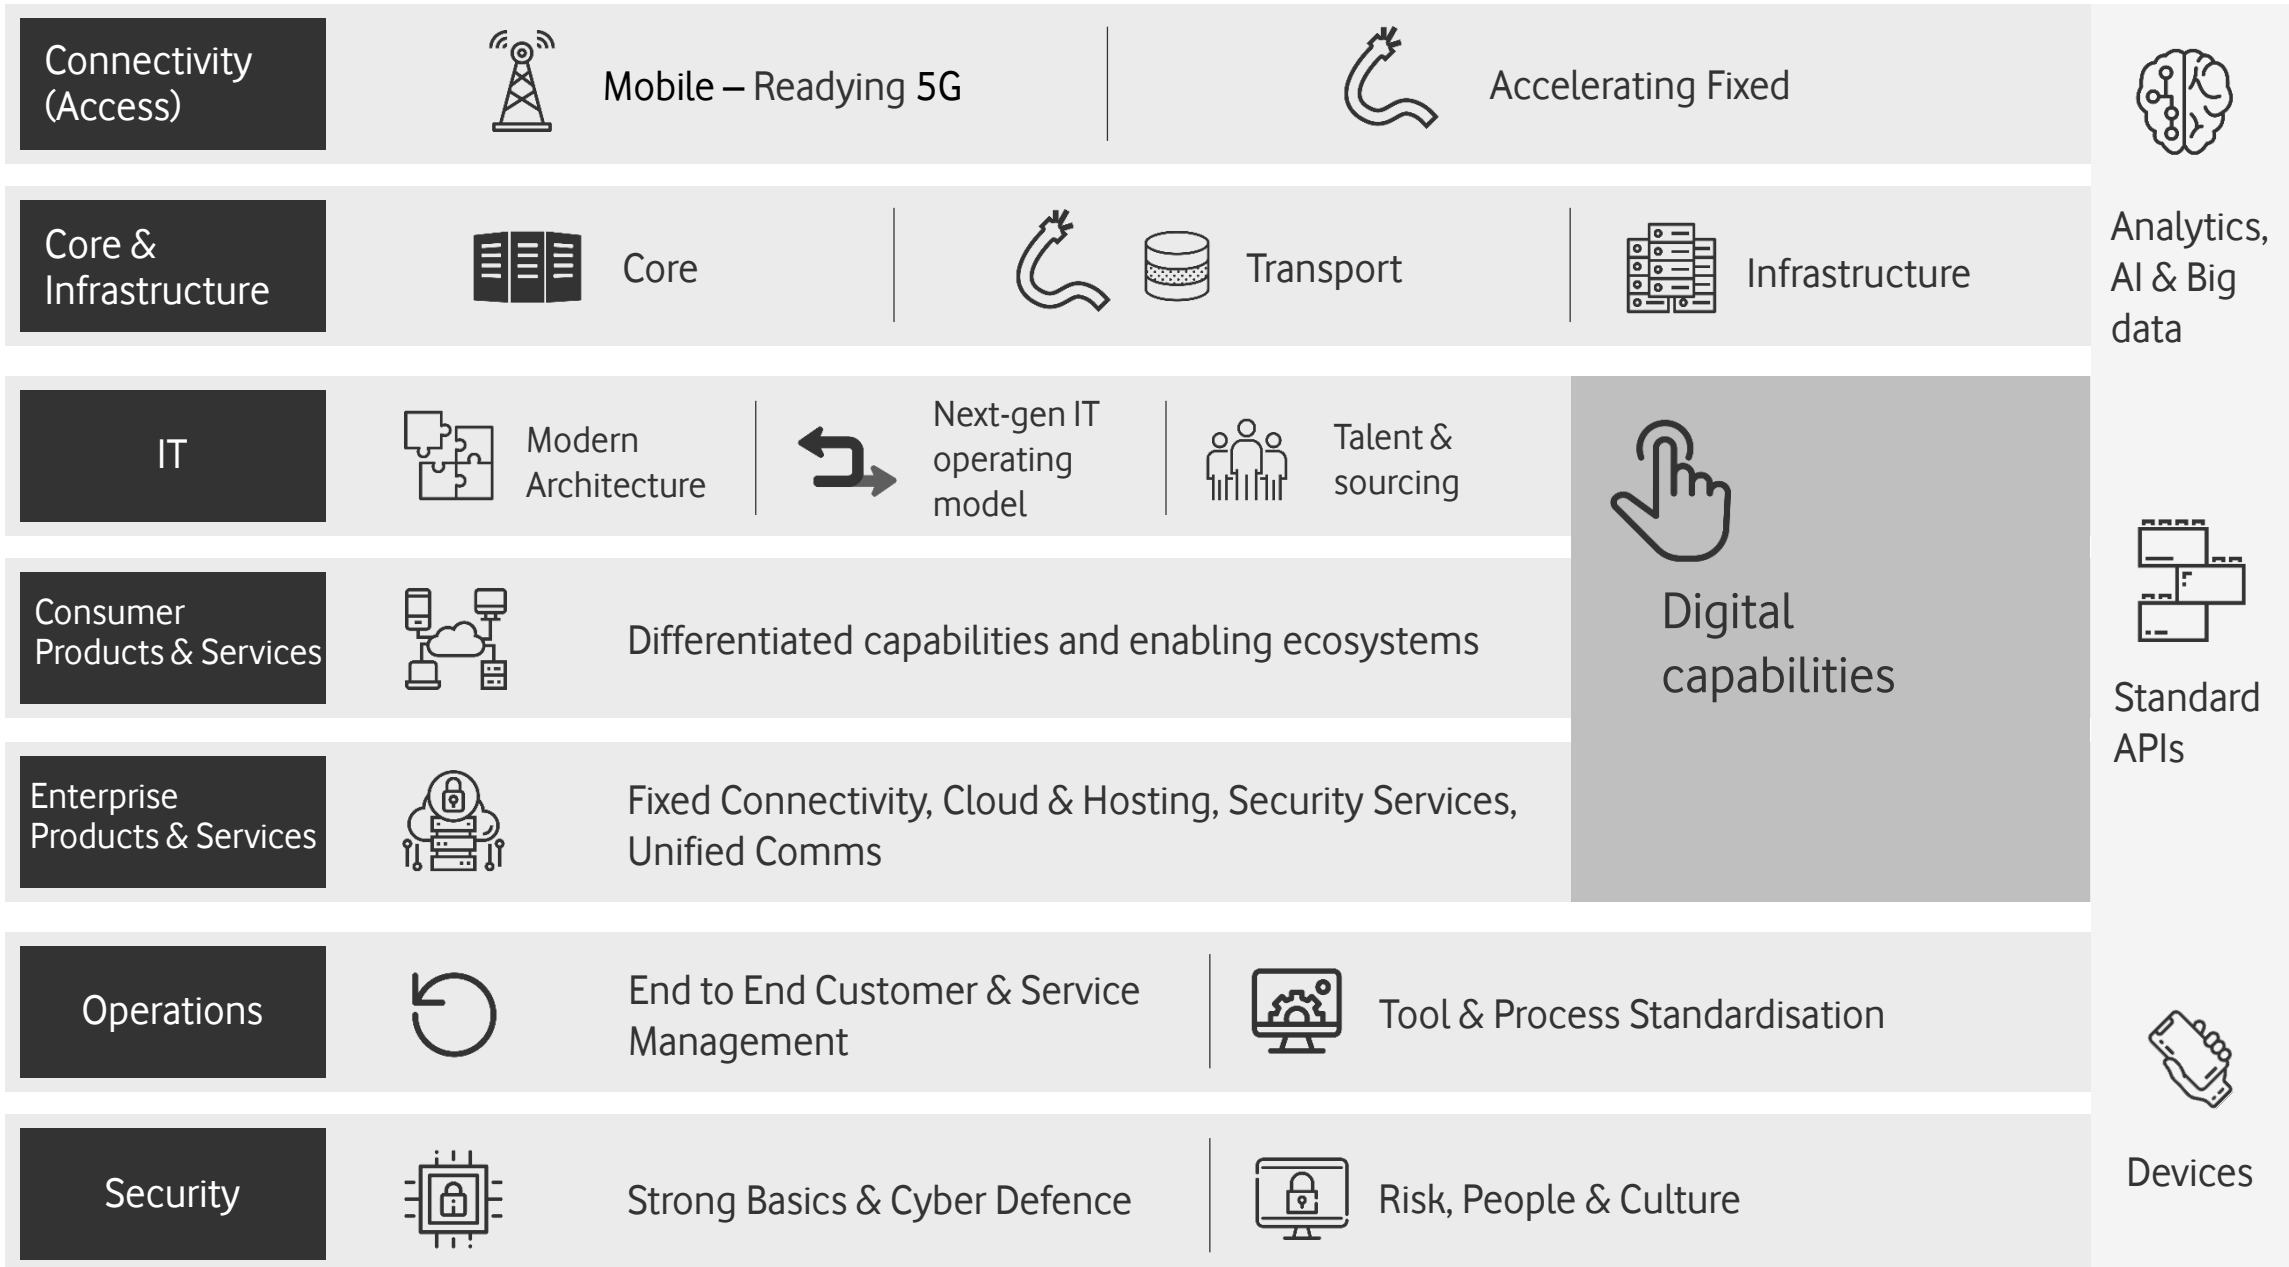 Connectivity
(Access)
Mobile – Readying 5G
Accelerating Fixed
Core &
Infrastructure
Core
Transport
Infrastructure
IT
Modern
Architecture
Next-gen IT
operating
model
Talent &
sourcing
Consumer
Products & Services
Differentiated capabilities and enabling ecosystems
Enterprise
Products & Services
Fixed Connectivity, Cloud & Hosting, Security Services,
Unified Comms
Digital
capabilities
Operations
End to End Customer & Service
Management
Tool & Process Standardisation
Security
Strong Basics & Cyber Defence
Risk, People & Culture
Analytics,
AI & Big
data
Standard
APIs
Devices